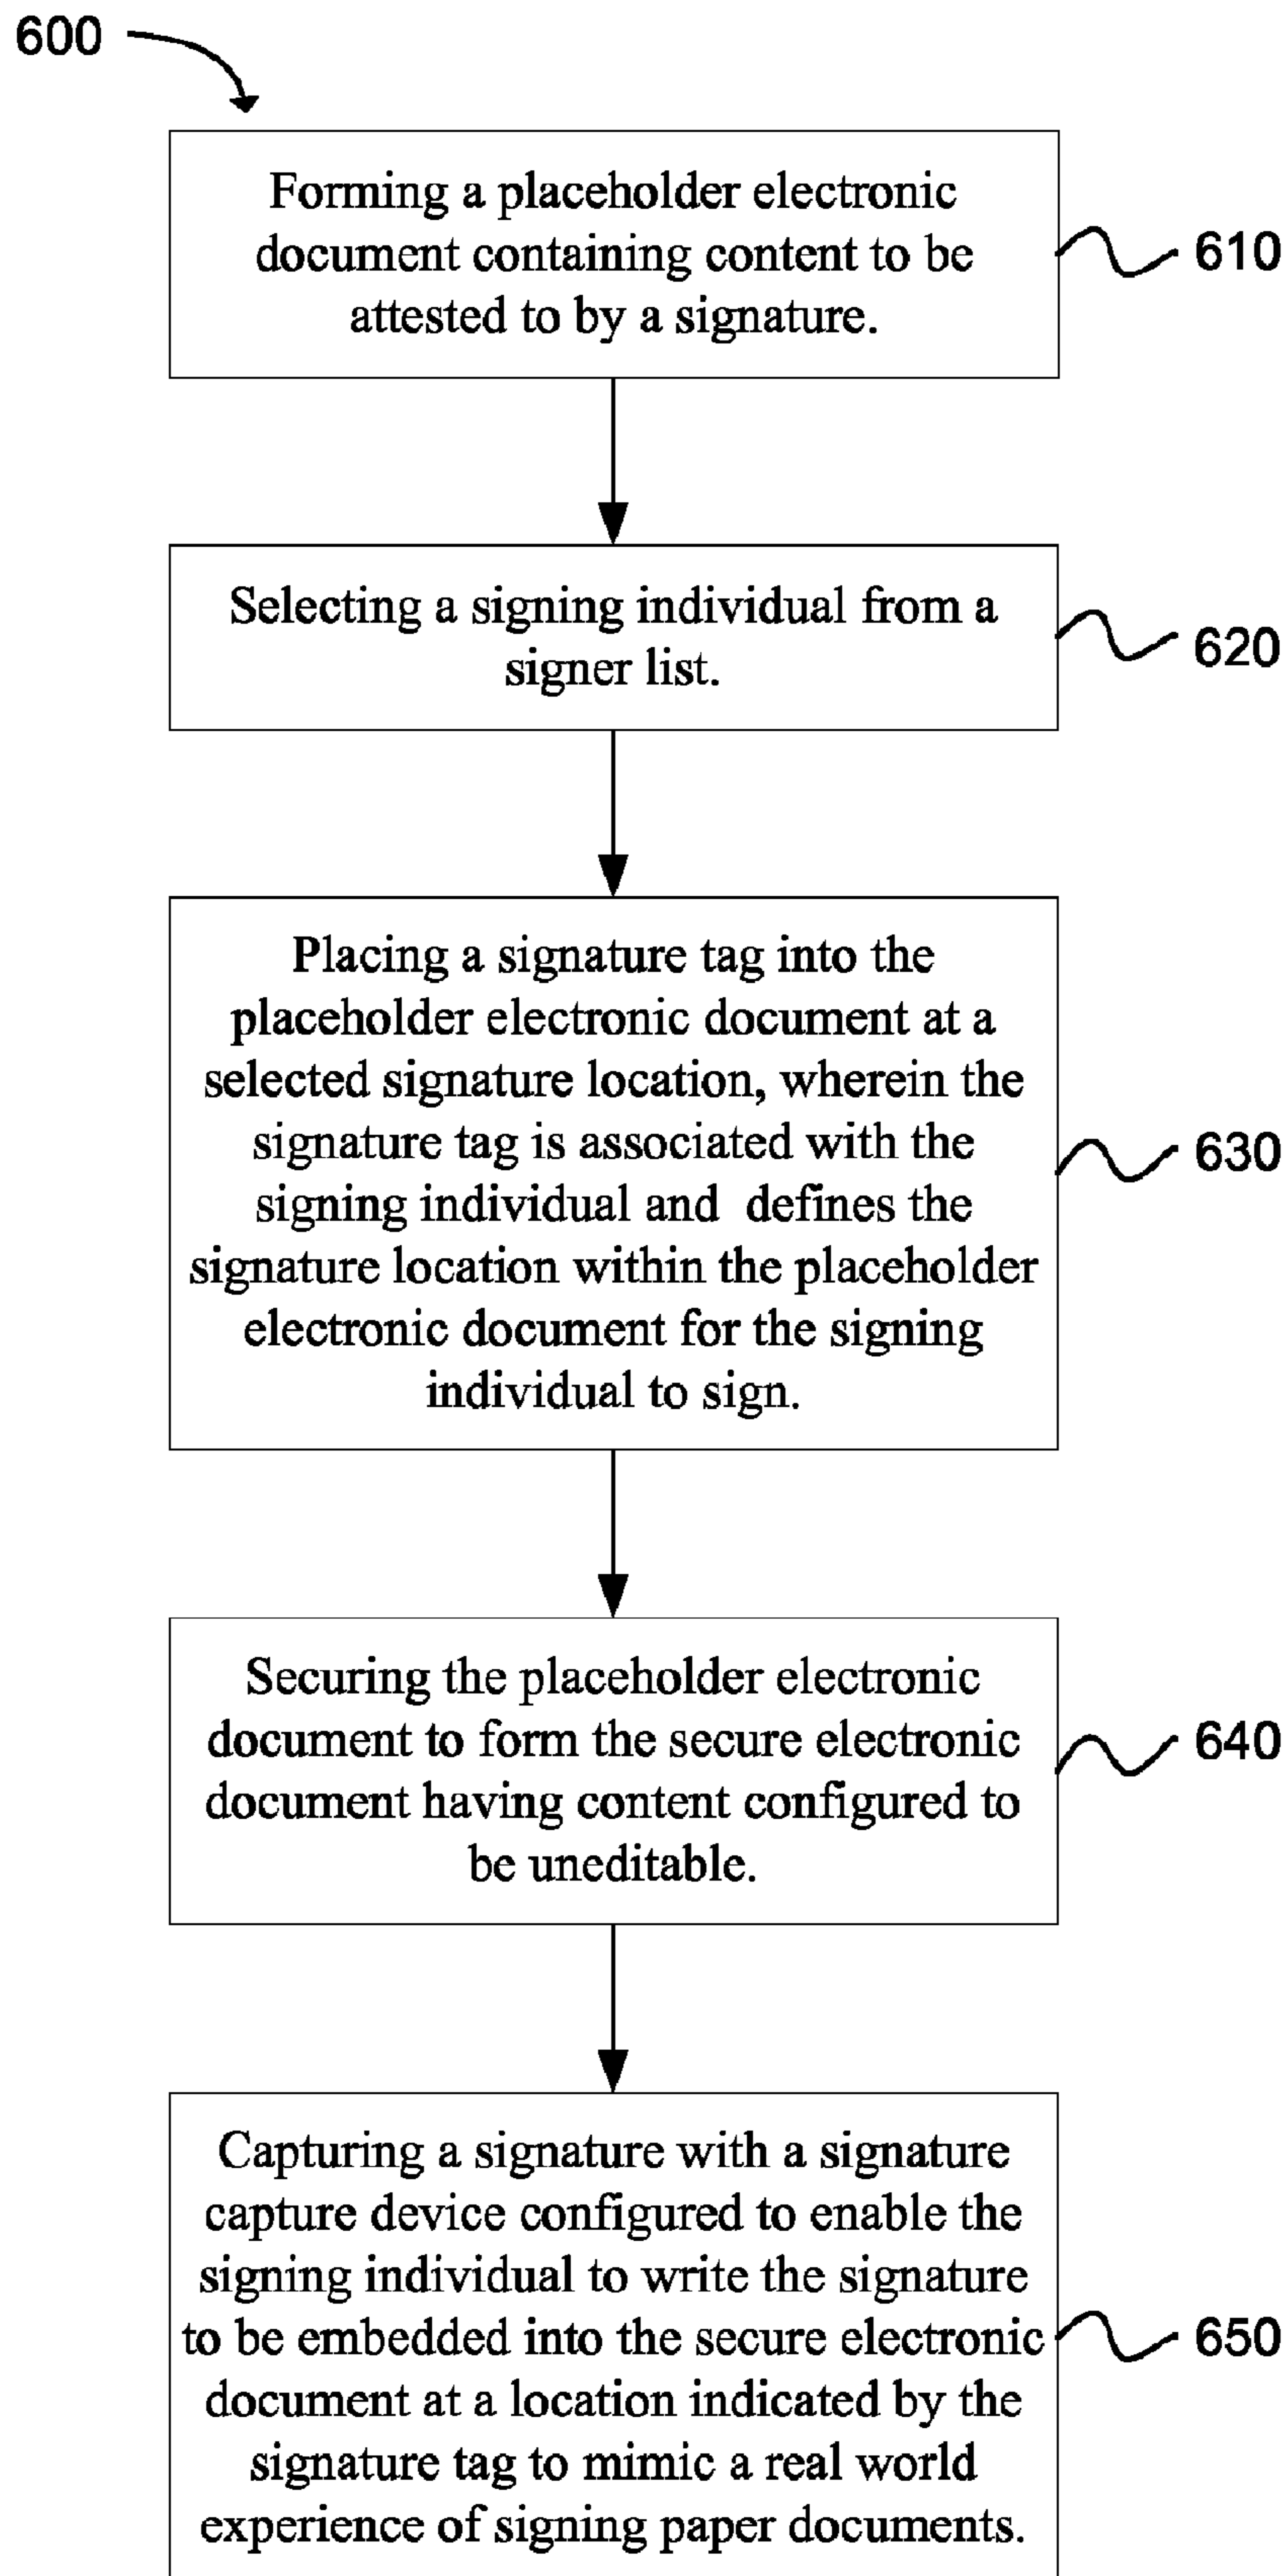 600
Forming a placeholder electronic
document containing content to be
attested to by a signature.
610
Selecting a signing individual from a
signer list.
620
Placing a signature tag into the
placeholder electronic document at a
selected signature location, wherein the
signature tag is associated with the
signing individual and  defines the
signature location within the placeholder
electronic document for the signing
individual to sign.
630
Securing the placeholder electronic
document to form the secure electronic
document having content configured to
be uneditable.
640
Capturing a signature with a signature
capture device configured to enable the
signing individual to write the signature
to be embedded into the secure electronic
document at a location indicated by the
signature tag to mimic a real world
experience of signing paper documents.
650